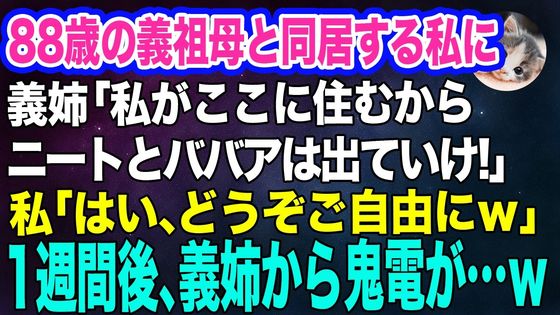 88歳の義祖母と同居する私に
義姉「私がここに住むから
ニートとババアは出ていけ!」
私「はい、どうぞご自由にｗ」
1週間後、義姉から鬼電が…ｗ